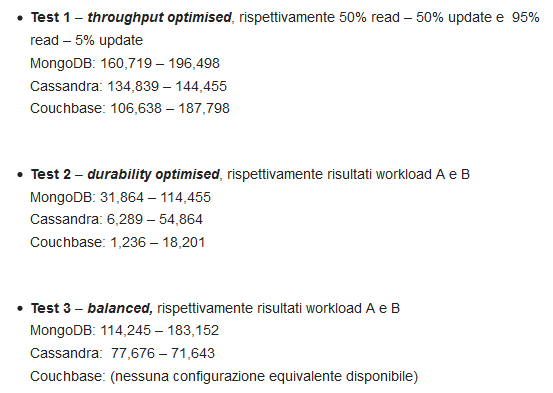 • Test 1 – throughput optimised, rispettivamente 50% read – 50% update e  95%
read – 5% update
MongoDB: 160,719 – 196,498
Cassandra: 134,839 – 144,455
Couchbase: 106,638 – 187,798
• Test 2 – durability optimised, rispettivamente risultati workload A e B
MongoDB: 31,864 – 114,455
Cassandra: 6,289 – 54,864
Couchbase: 1,236 – 18,201
• Test 3 – balanced, rispettivamente risultati workload A e B
MongoDB: 114,245 – 183,152
Cassandra:  77,676 – 71,643
Couchbase: (nessuna configurazione equivalente disponibile)